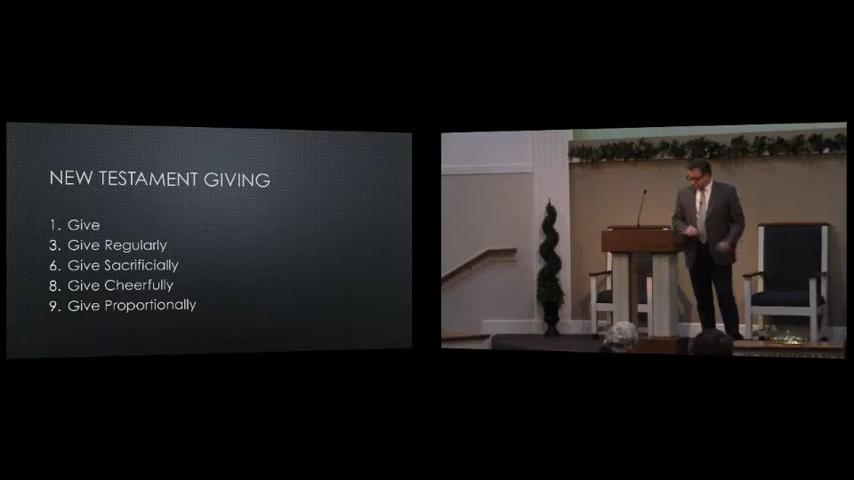 NEW TESTAMENT GIVING
1. Give
3. Give Regularly
6. Give Sacrificially
8. Give Cheerfully
9. Give Proportionally